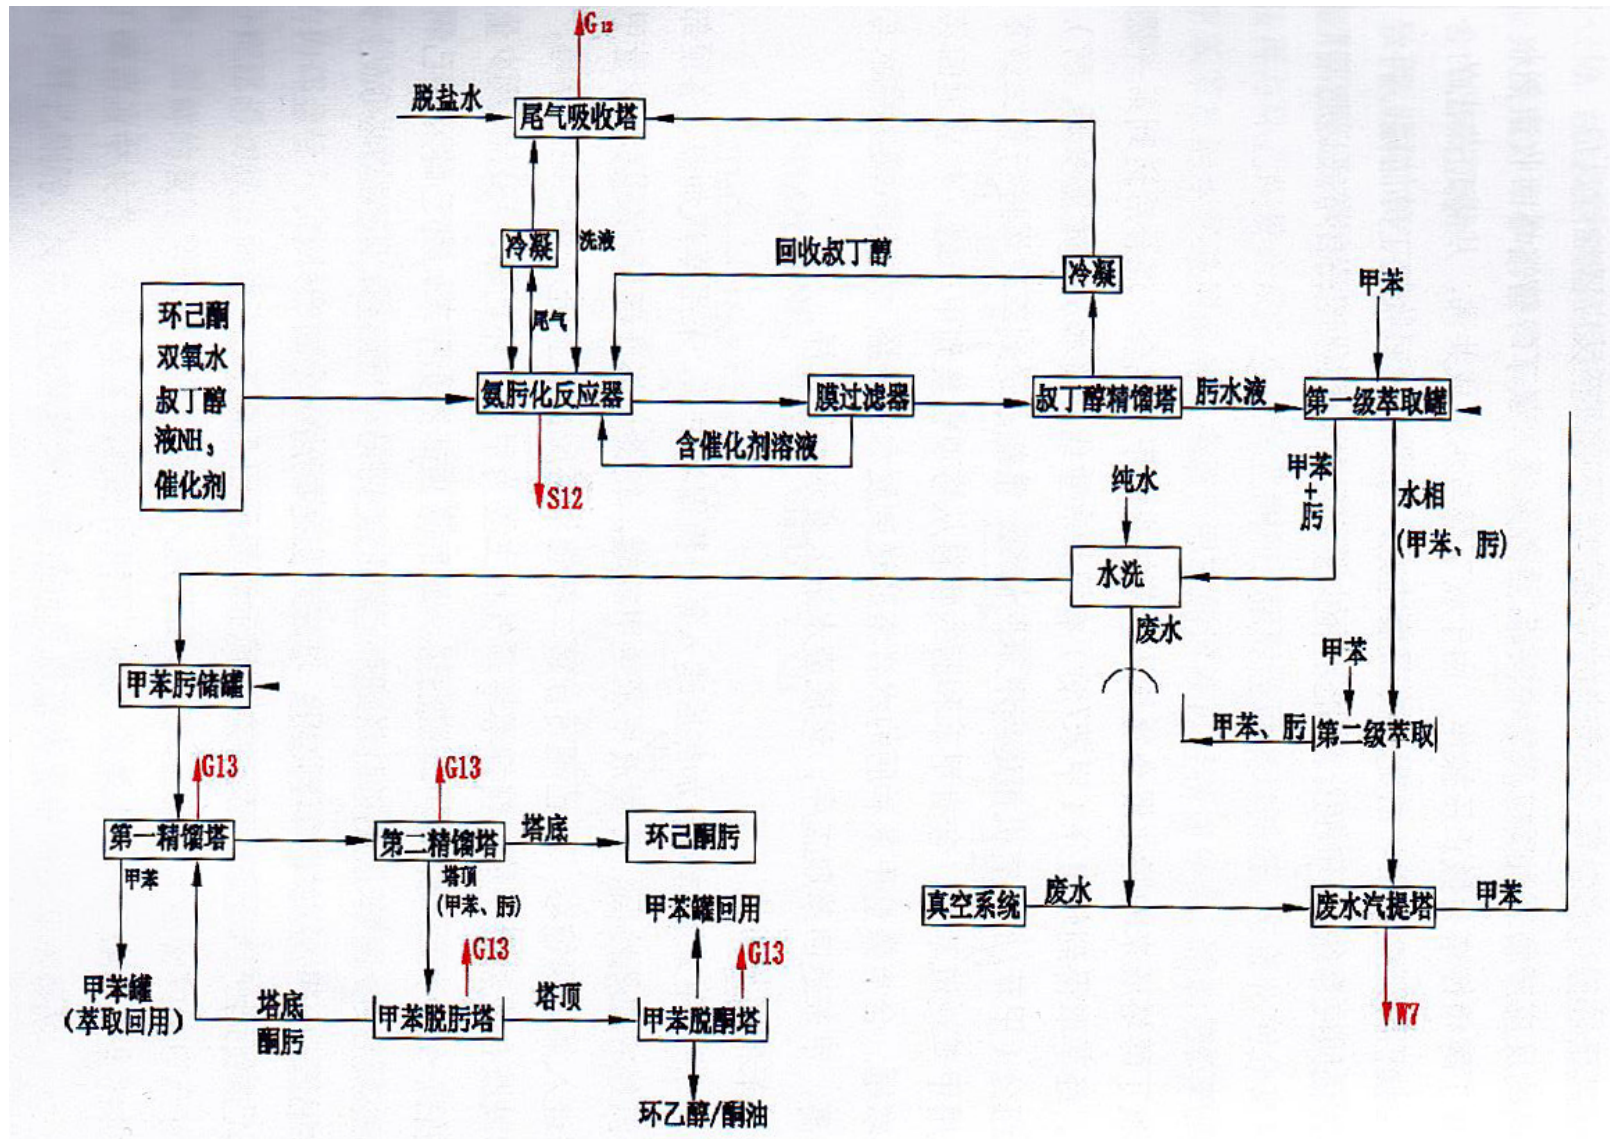 G12
脱盐水
尾气吸收塔
冷凝
洗液
回收叔丁醇
冷凝
甲苯
尾气
环己酮
双氧水
叔丁醇
液NH3
催化剂
氨肟化反应器
膜过滤器
叔丁醇精馏塔
肟水液
第一级萃取罐
含催化剂溶液
S12
甲苯
+
肟
水相
(甲苯、肟)
纯水
水洗
废水
甲苯
甲苯肟储罐
甲苯、肟
第二级萃取
G13
G13
第一精馏塔
第二精馏塔
塔底
环己酮肟
甲苯
塔顶
(甲苯、肟)
甲苯罐回用
真空系统
废水
废水汽提塔
甲苯
G13
G13
甲苯罐
(萃取回用)
塔底
酮肟
甲苯脱肟塔
塔顶
甲苯脱酮塔
W7
环乙醇/酮油